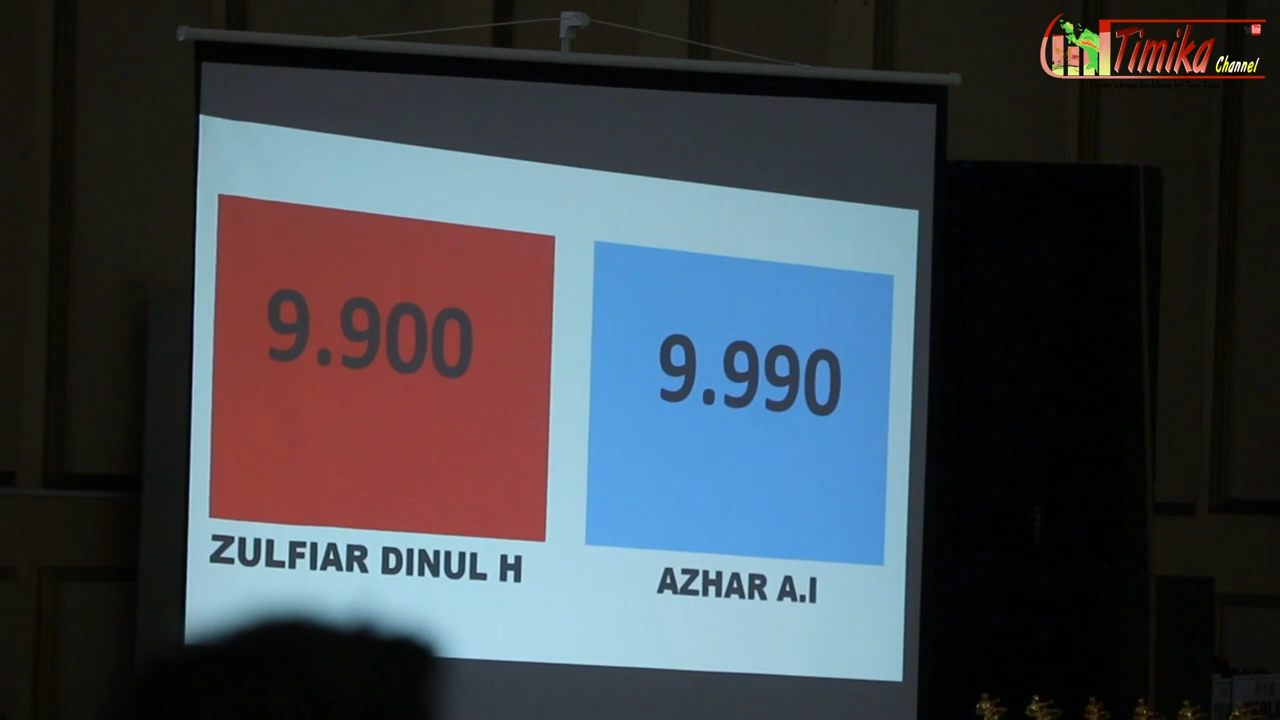 Timika Channel
9.900
9.990
ZULFIAR DINUL H
AZHAR A.I